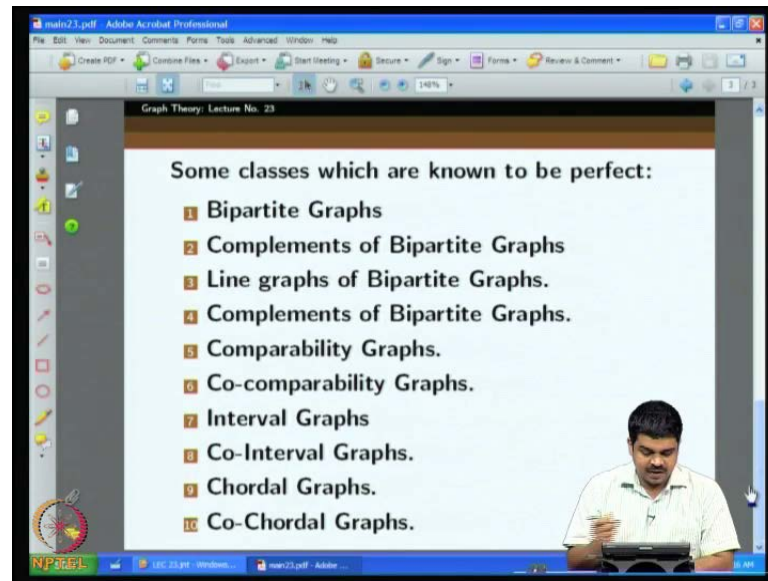 main23.pdf - Adobe Acrobat Professional
File Edit View Document Comments Forms Tools Advanced Window Help
Create PDF Combine Files Export Start Meeting Secure Sign Forms Review & Comment
Find 148% 3 / 3
Graph Theory: Lecture No. 23
Some classes which are known to be perfect:
1 Bipartite Graphs
2 Complements of Bipartite Graphs
3 Line graphs of Bipartite Graphs.
4 Complements of Bipartite Graphs.
5 Comparability Graphs.
6 Co-comparability Graphs.
7 Interval Graphs
8 Co-Interval Graphs.
9 Chordal Graphs.
10 Co-Chordal Graphs.
NPTEL
LEC 23.jnt - Windows... main23.pdf - Adobe ... AM